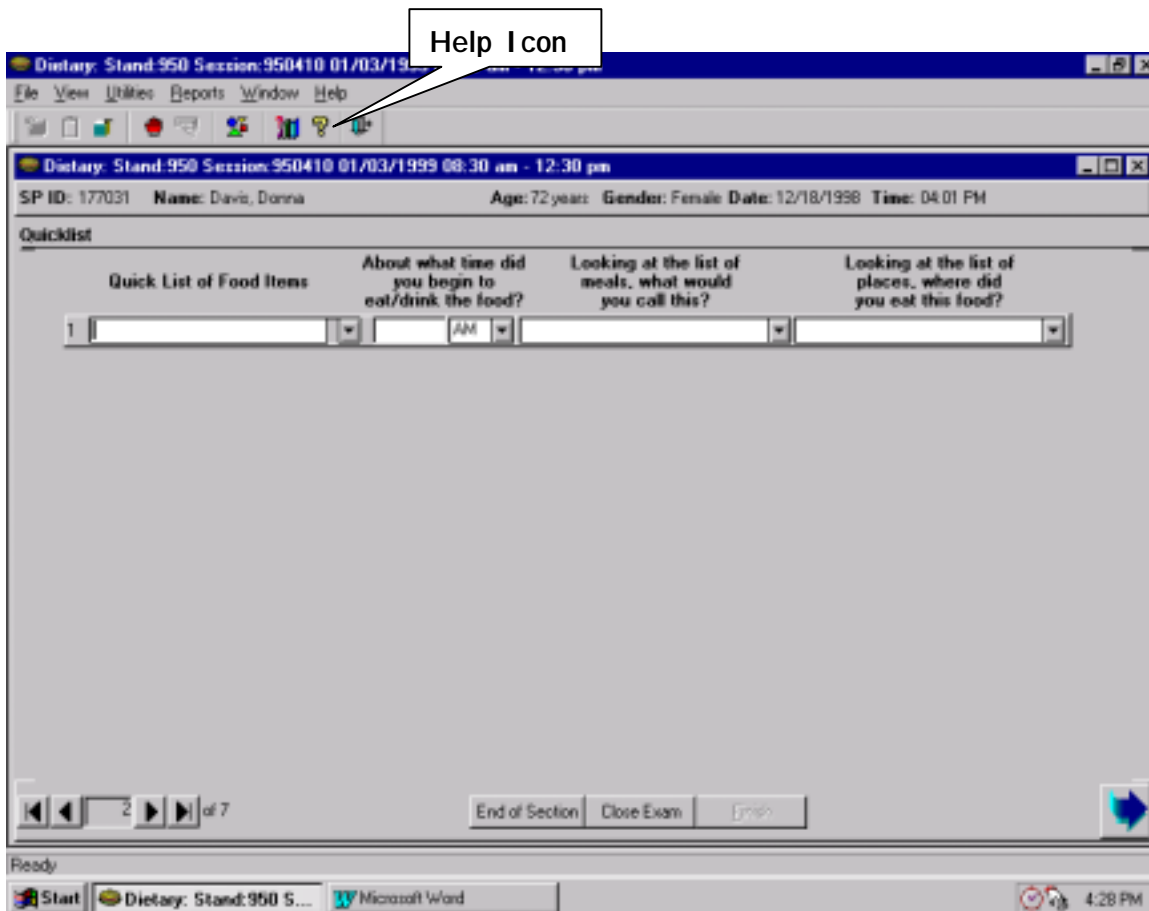 Help Icon
Dietary: Stand:950 Session:950410 01/03/1999 - 12:30 pm
File View Utilities Reports Window Help
Dietary: Stand:950 Session:950410 01/03/1999 08:30 am - 12:30 pm
SP ID: 177031 Name: Davis, Donna Age: 72 years Gender: Female Date: 12/18/1998 Time: 04:01 PM
Quicklist
Quick List of Food Items
About what time did
you begin to
eat/drink the food?
Looking at the list of
meals, what would
you call this?
Looking at the list of
places, where did
you eat this food?
1 AM
2 of 7 End of Section Close Exam Finish
Ready
Start Dietary: Stand:950 S... Microsoft Word 4:28 PM